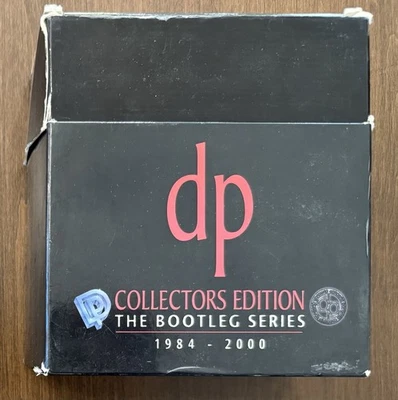 dp
COLLECTORS EDITION
THE BOOTLEG SERIES
1984 - 2000